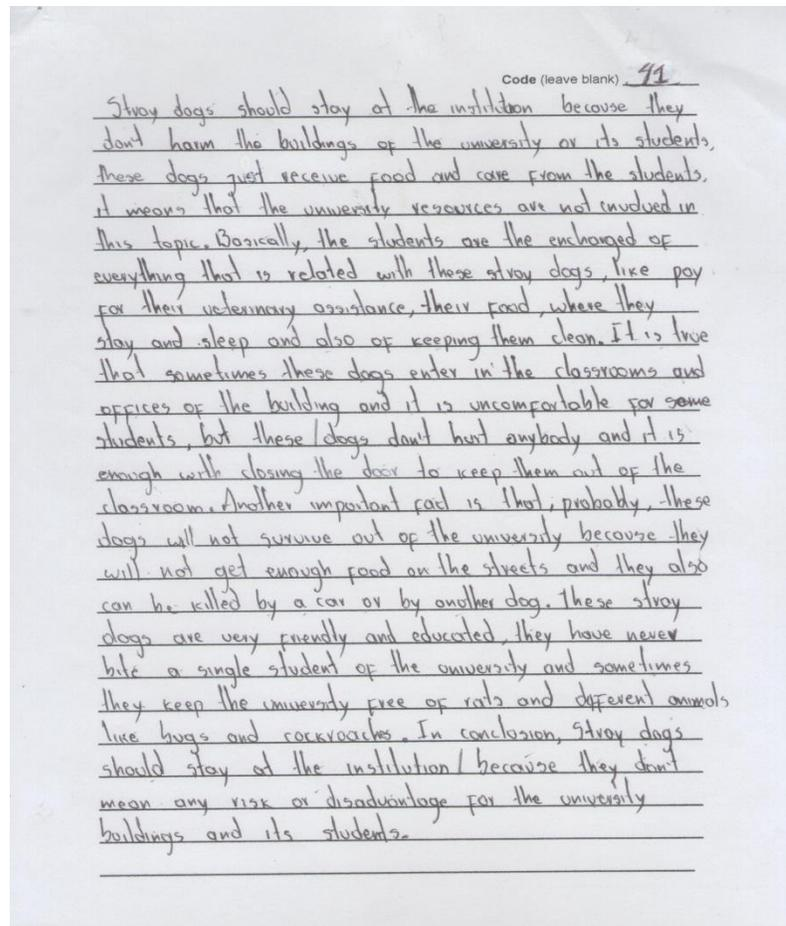 Code (leave blank) 41
Stray dogs should stay at the institution because they
don't harm the buildings of the university or its students,
these dogs just receive food and care from the students,
it means that the university resources are not involved in
this topic. Basically, the students are the encharged of
everything that is related with these stray dogs, like pay
for their veterinary assistance, their food, where they
stay and sleep and also of keeping them clean. It is true
that sometimes these dogs enter in the classrooms and
offices of the building and it is uncomfortable for some
students, but these dogs don't hurt anybody and it is
enough with closing the door to keep them out of the
classroom. Another important fact is that, probably, these
dogs will not survive out of the university because they
will not get enough food on the streets and they also
can be killed by a car or by another dog. These stray
dogs are very friendly and educated, they have never
bite a single student of the university and sometimes
they keep the university free of rats and different animals
like bugs and cockroaches. In conclusion, stray dogs
should stay at the institution because they don't
mean any risk or disadvantage for the university
buildings and its students.